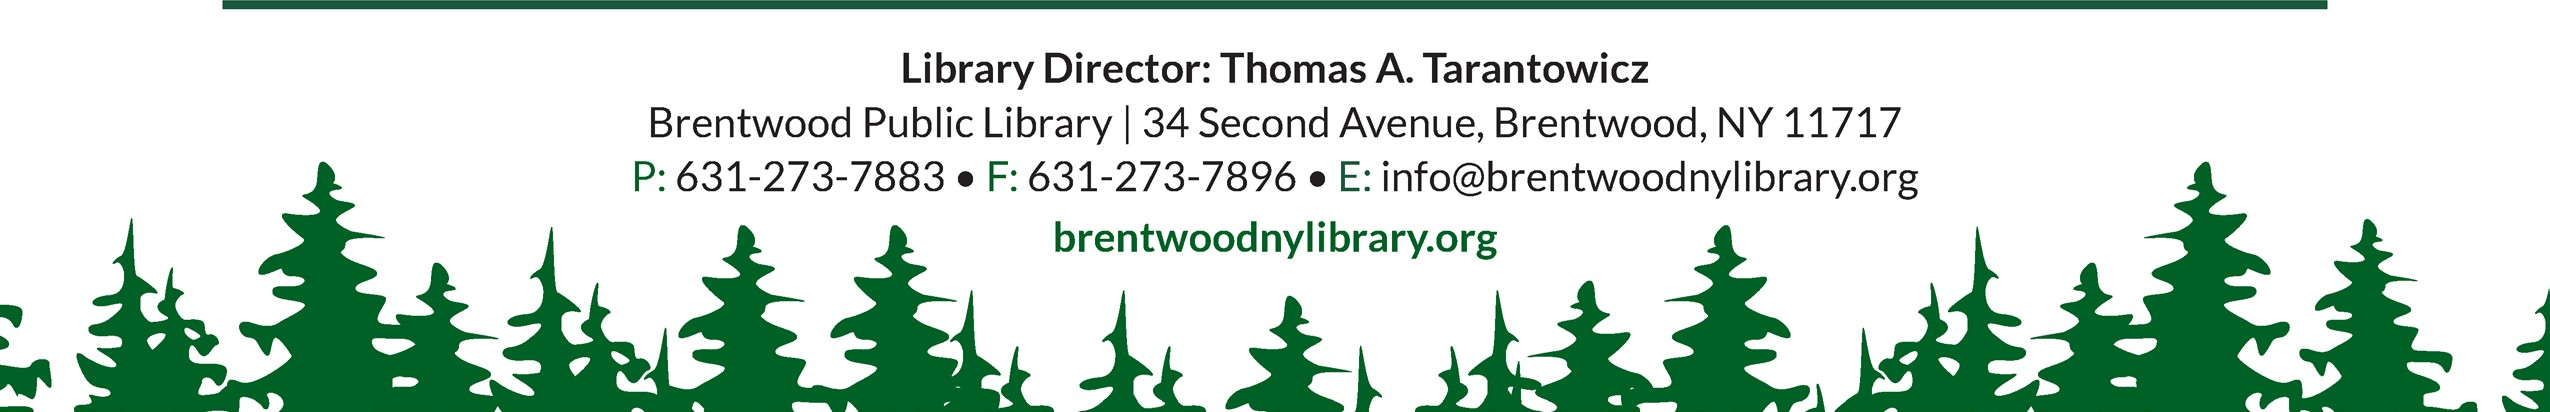 Library Director: Thomas A. Tarantowicz
Brentwood Public Library | 34 Second Avenue, Brentwood, NY 11717
P: 631-273-7883 • F: 631-273-7896 • E: info@brentwoodnylibrary.org
brentwoodnylibrary.org